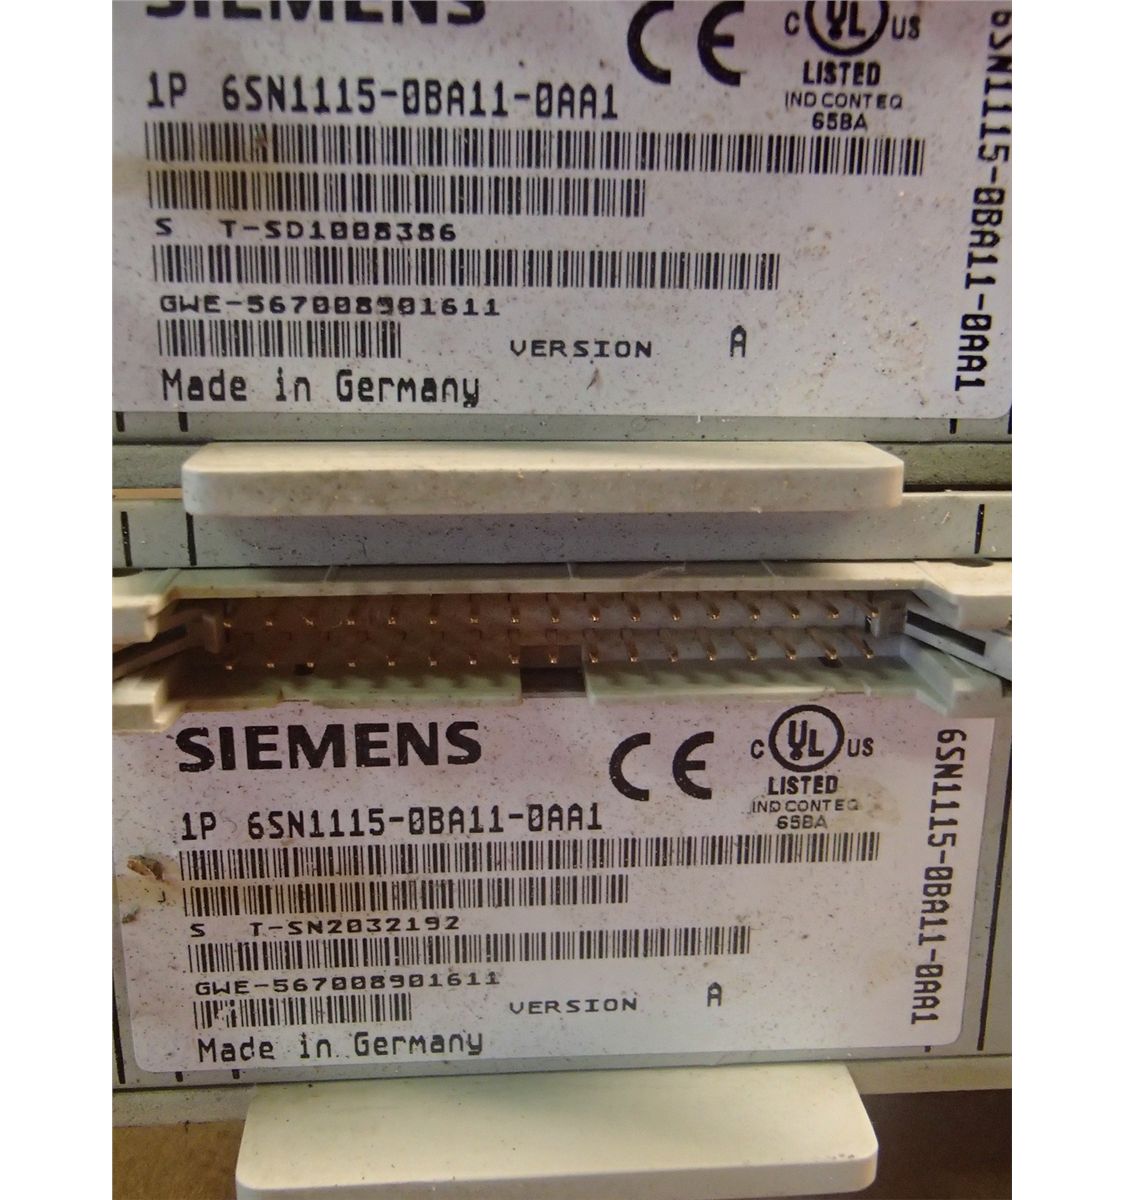 SIEMENS
CE
C UL US
LISTED
IND CONT EQ
65BA
1P 6SN1115-0BA11-0AA1
S T-SD1008386
GWE-567008901611
VERSION A
Made in Germany
6SN1115-0BA11-0AA1
SIEMENS
CE
C UL US
LISTED
IND CONT EQ
65BA
1P 6SN1115-0BA11-0AA1
S T-SN2032192
GWE-567008901611
VERSION A
Made in Germany
6SN1115-0BA11-0AA1